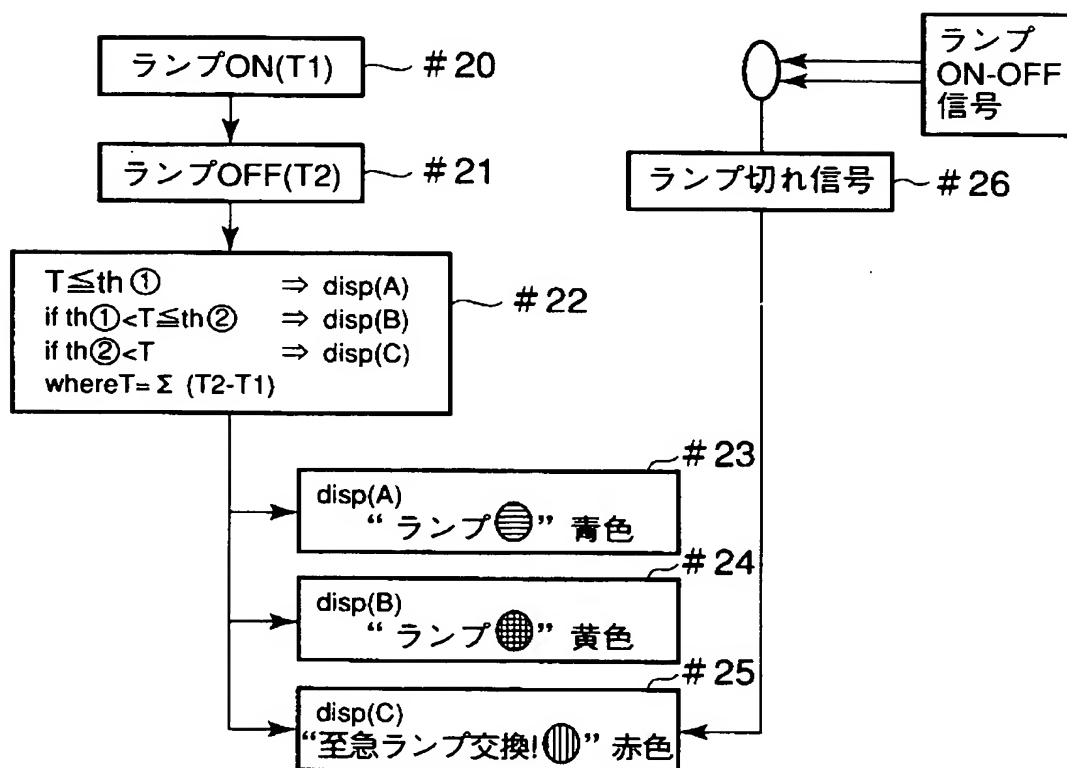 ランプON(T1)
#20
ランプOFF(T2)
#21
T≦th① ⇒ disp(A)
if th①<T≦th② ⇒ disp(B)
if th②<T ⇒ disp(C)
whereT= Σ (T2-T1)
#22
#23
disp(A)
“ ランプ ” 青色
#24
disp(B)
“ ランプ ” 黄色
#25
disp(C)
“至急ランプ交換! ” 赤色
ランプ
ON-OFF
信号
ランプ切れ信号
#26